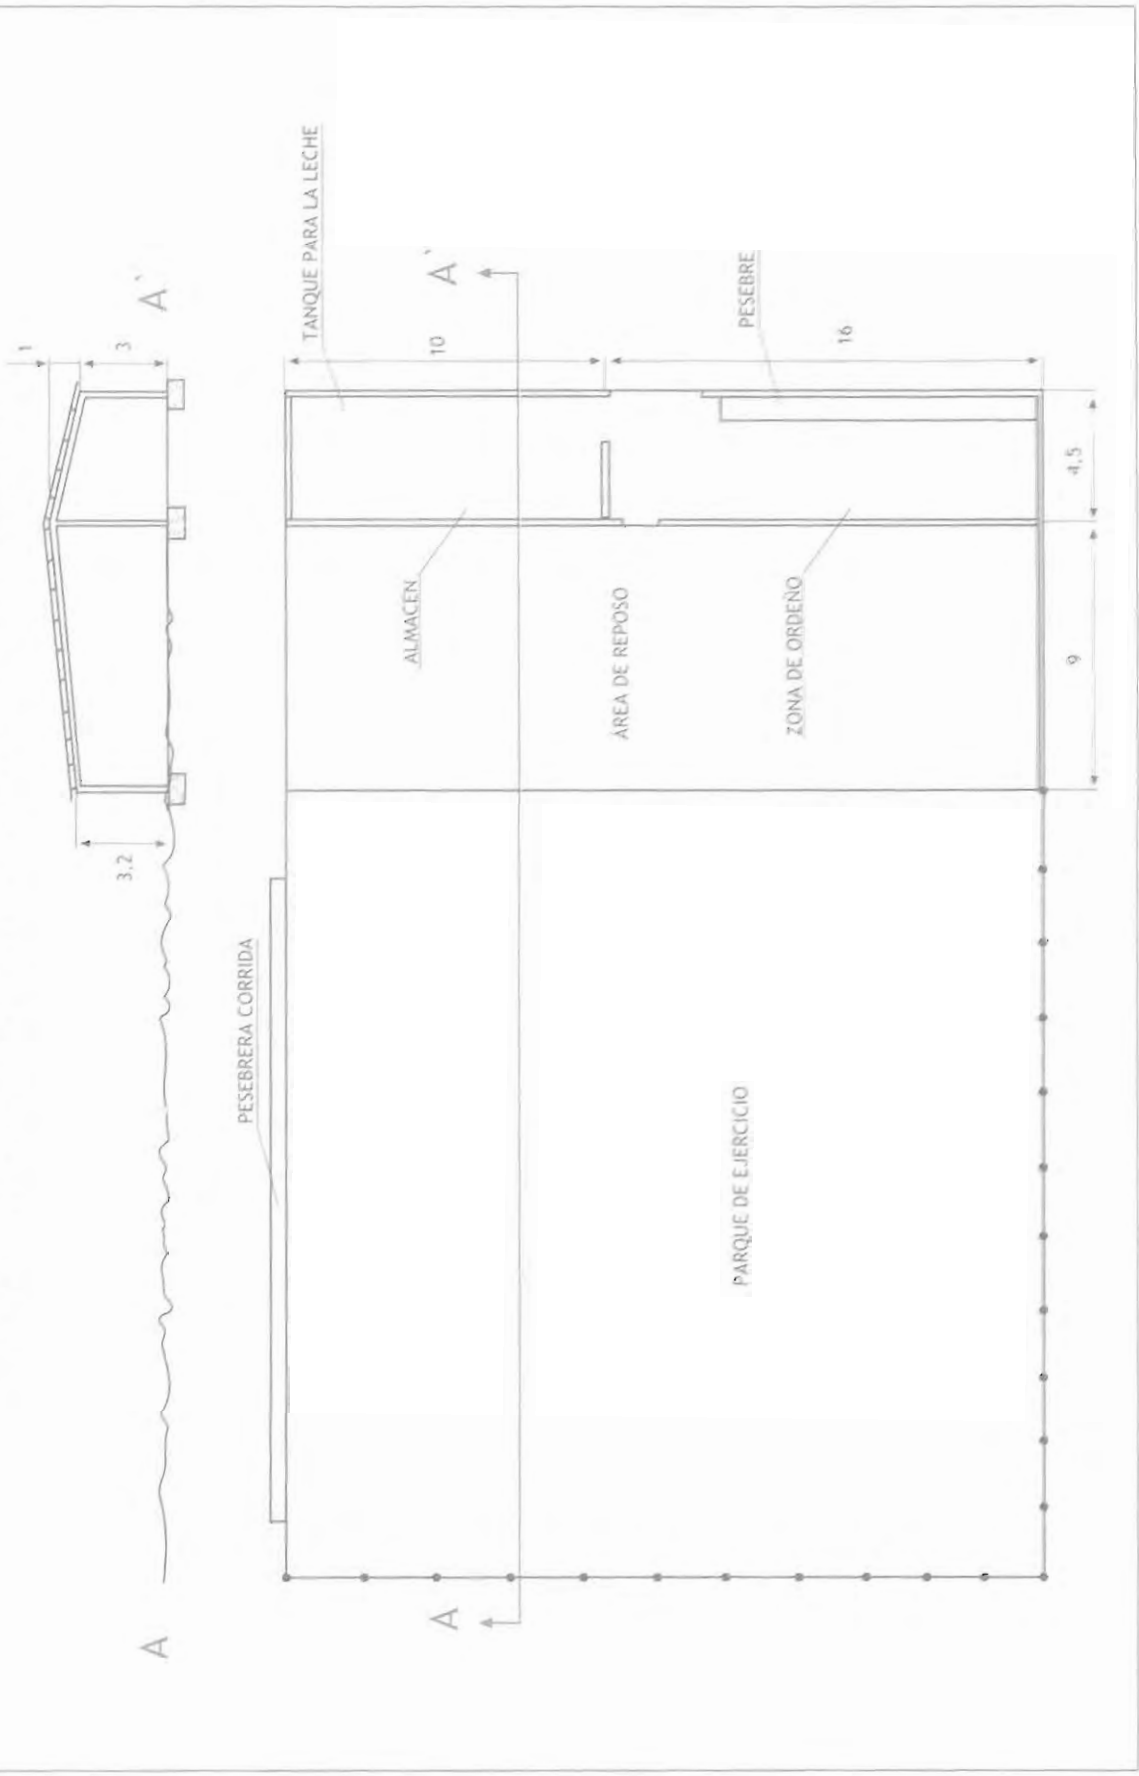 A
A`
3,2
3
1
PESEBRERA CORRIDA
TANQUE PARA LA LECHE
ALMACÉN
10
A
A`
ÁREA DE REPOSO
PARQUE DE EJERCICIO
ZONA DE ORDEÑO
PESEBRE
16
9
4,5